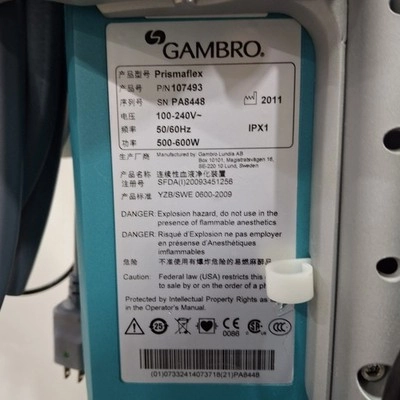 GAMBRO®
产品型号 Prismaflex
产品号 P/N 107493
序列号 SN PA8448 2011
电压 100-240V~
频率 50/60Hz IPX1
功率 500-600W
生产厂商 Manufactured by: Gambro Lundia AB
Box 10101, Magistratsvägen 16,
SE-220 10 Lund, Sweden
产品名称 连续性血液净化装置
注册号 SFDA(I)20093451256
产品标准 YZB/SWE 0600-2009
DANGER: Explosion hazard, do not use in the presence
of flammable anesthetics
DANGER: Risqué d'Explosion ne pas employer
en présense d'Anesthétiques
imflammable
危险 不准使用有爆炸危险的易燃麻醉品
Caution: Federal law (USA) restricts this
to sale by or on the order of a ph
Protected by Intellectual Property Rights as
in the Operator's Manual.
25 0086
(01)07332414073718(21)PA8448